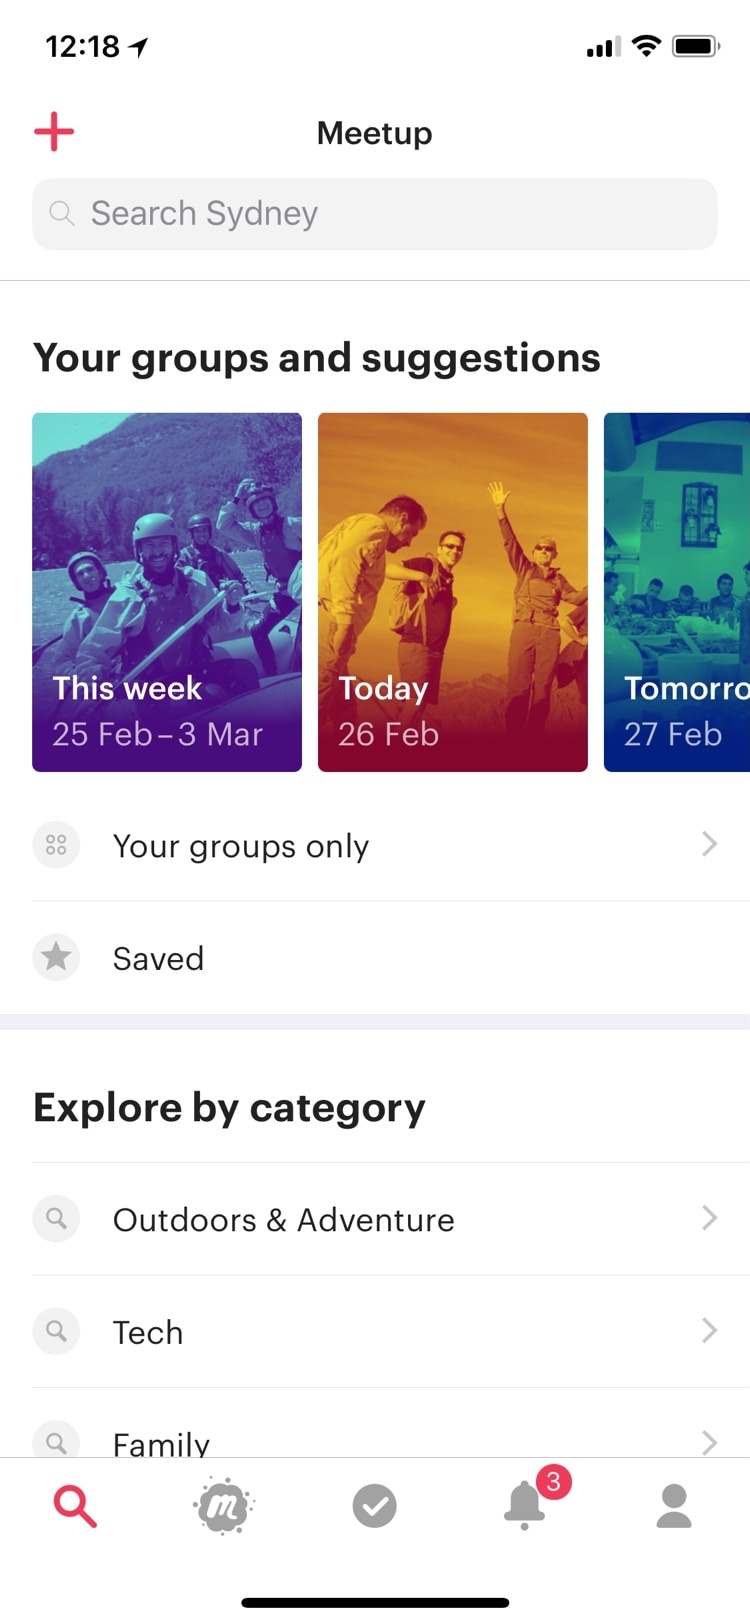 12:18
Meetup
Search Sydney
Your groups and suggestions
This week
25 Feb–3 Mar
Today
26 Feb
Tomorro
27 Feb
Your groups only
Saved
Explore by category
Outdoors & Adventure
Tech
Family
m
3